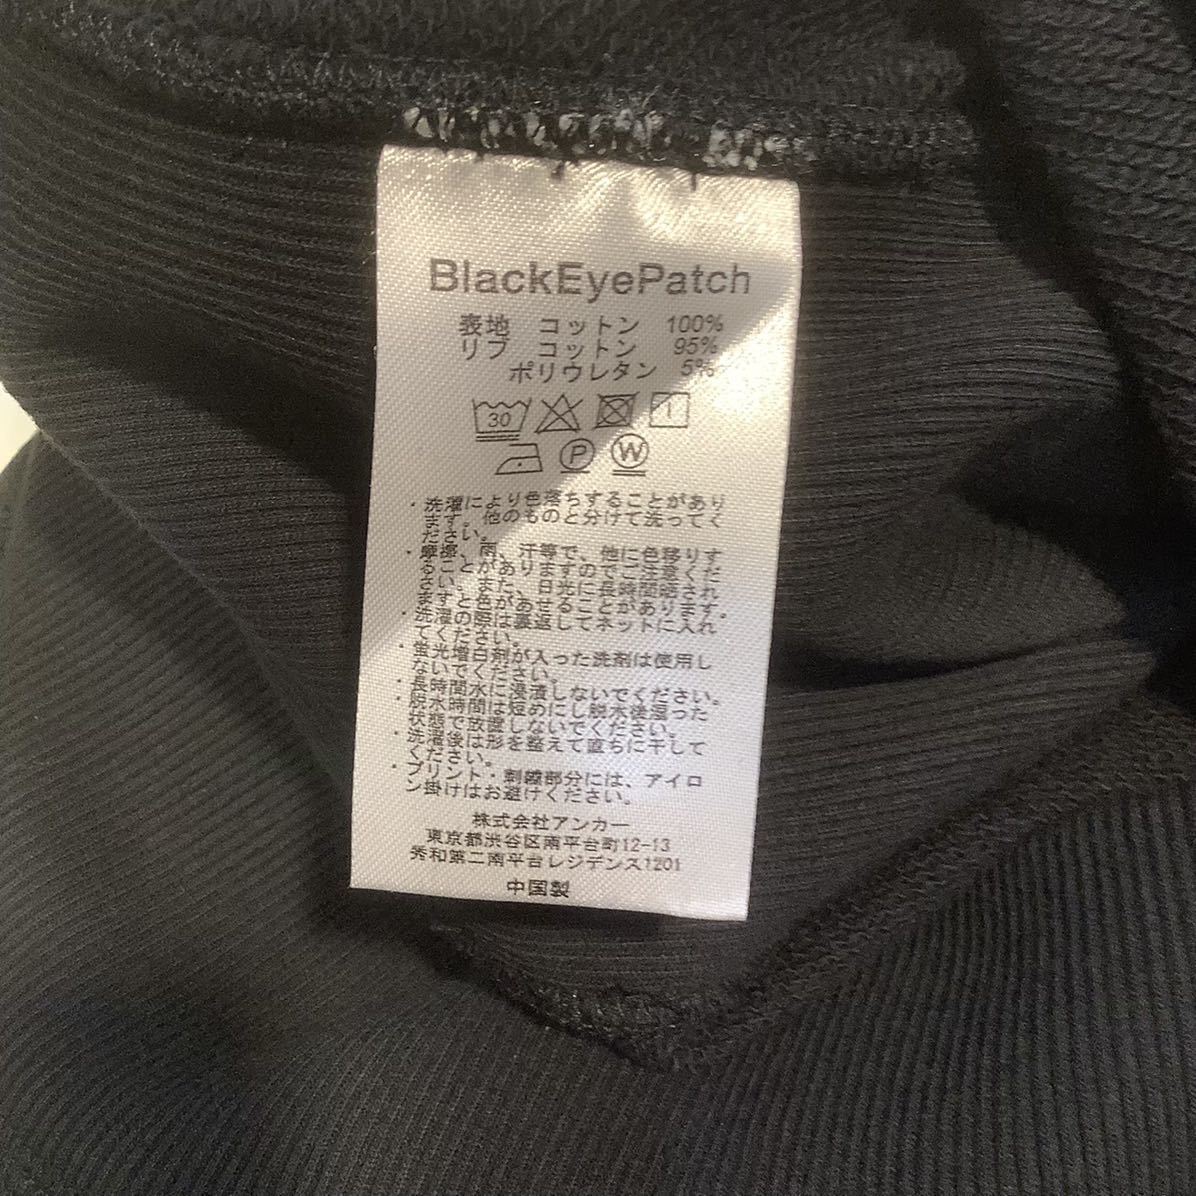 BlackEyePatch
表地 コットン 100%
リブ コットン 95%
ポリウレタン 5%
30
P W
・洗濯により色落ちすることがあり
ます。他のものと分けて洗ってく
ださい。
・摩擦、雨、汗等で、他に色移りす
ることがありますのでご注意くだ
さい。また、日光に長時間晒され
ますと色があせることがあります。
・洗濯の際は裏返してネットに入れ
てください。
・蛍光増白剤が入った洗剤は使用し
ないでください。
・長時間水に浸漬しないでください。
・脱水時間は短めにし脱水後湿った
状態で放置しないでください。
・洗濯後は形を整えて直ちに干して
ください。
・プリント・刺繍部分には、アイロ
ン掛けはお避けください。
株式会社アンカー
東京都渋谷区南平台町12-13
秀和第二南平台レジデンス1201
中国製